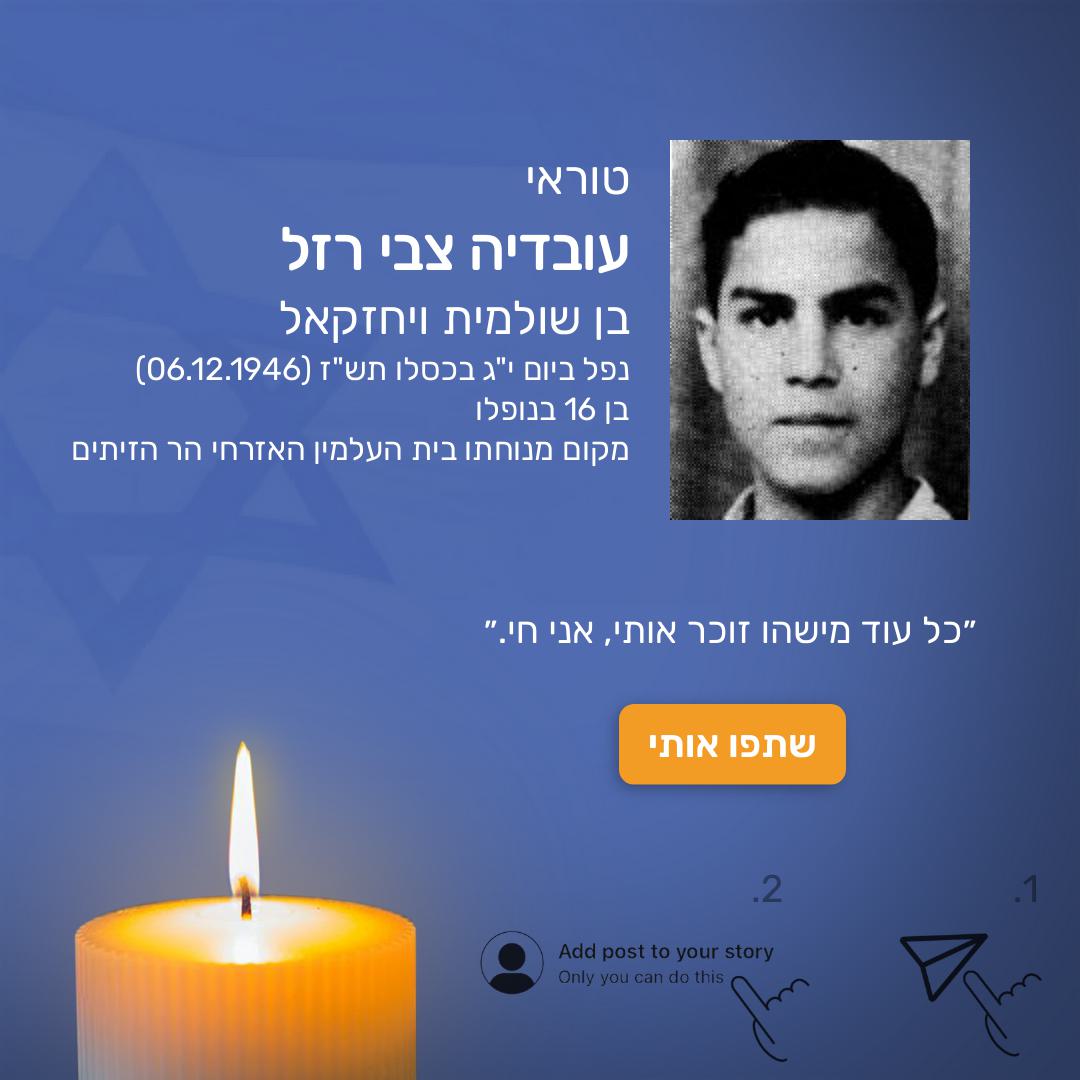 טוראי
עובדיה צבי רזל
בן שולמית ויחזקאל
נפל ביום י"ג בכסלו תש"ז (06.12.1946)
בן 16 בנופלו
מקום מנוחתו בית העלמין האזרחי הר הזיתים
״כל עוד מישהו זוכר אותי, אני חי.״
שתפו אותי
1.
2.
Add post to your story
Only you can do this